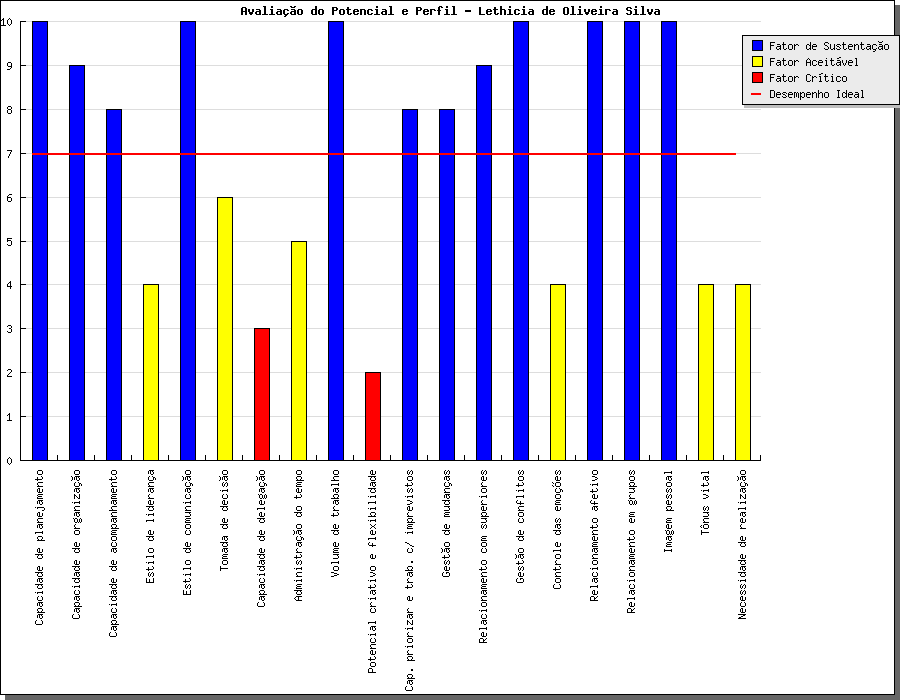 Avaliação do Potencial e Perfil - Lethicia de Oliveira Silva
Fator de Sustentação
Fator Aceitável
Fator Crítico
Desempenho Ideal
10
9
8
7
6
5
4
3
2
1
0
Capacidade de planejamento
Capacidade de organização
Capacidade de acompanhamento
Estilo de liderança
Estilo de comunicação
Tomada de decisão
Capacidade de delegação
Administração do tempo
Volume de trabalho
Potencial criativo e flexibilidade
Cap. priorizar e trab. c/ imprevistos
Gestão de mudanças
Relacionamento com superiores
Gestão de conflitos
Controle das emoções
Relacionamento afetivo
Relacionamento em grupos
Imagem pessoal
Tônus vital
Necessidade de realização